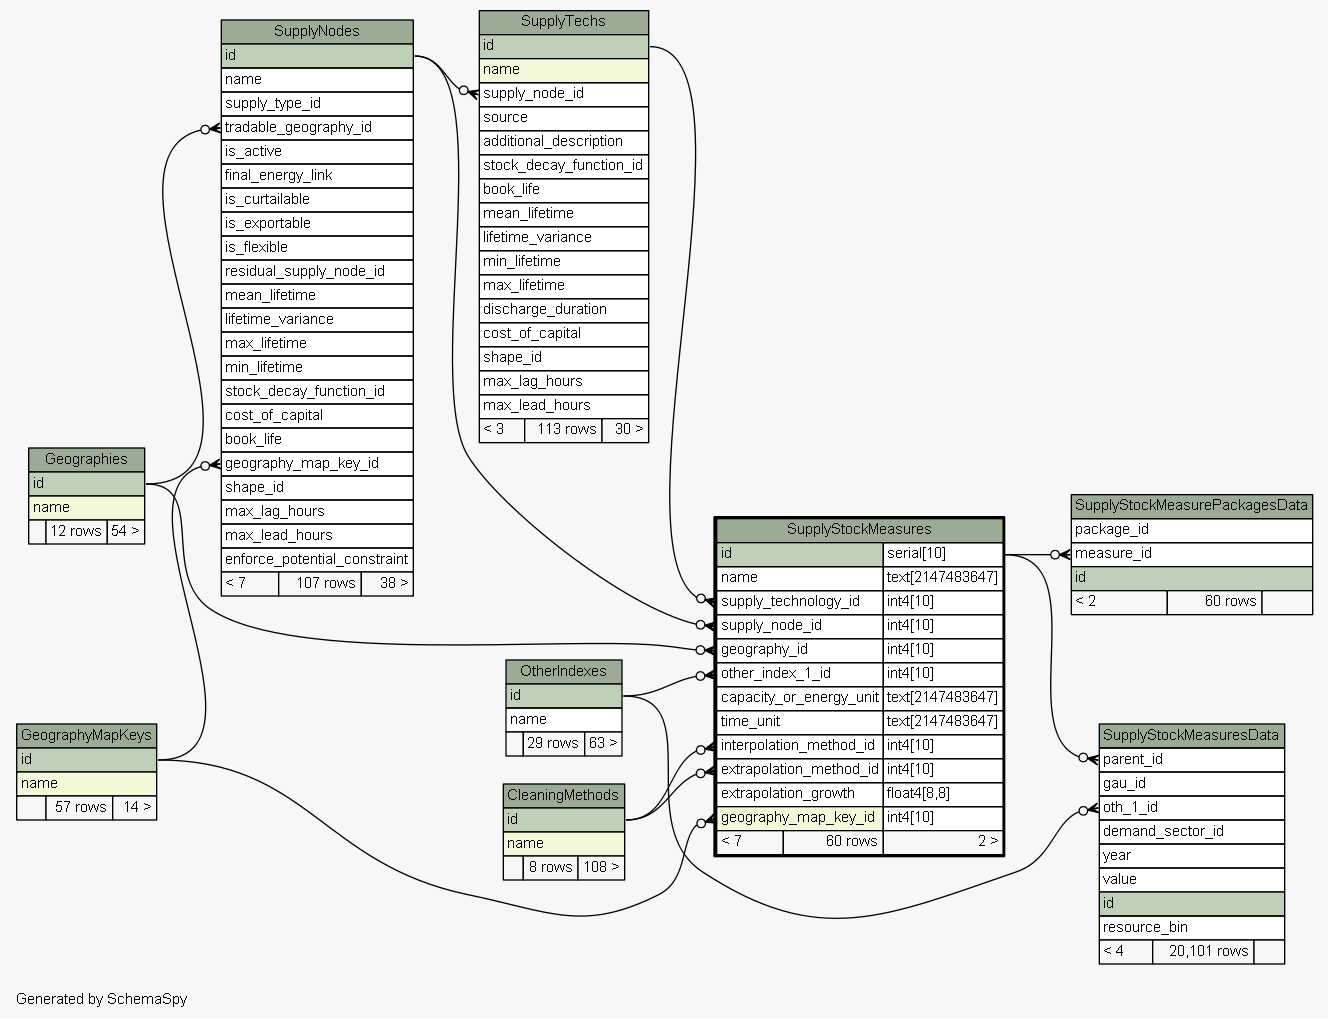 SupplyNodes
id
name
supply_type_id
tradable_geography_id
is_active
final_energy_link
is_curtailable
is_exportable
is_flexible
residual_supply_node_id
mean_lifetime
lifetime_variance
max_lifetime
min_lifetime
stock_decay_function_id
cost_of_capital
book_life
geography_map_key_id
shape_id
max_lag_hours
max_lead_hours
enforce_potential_constraint
< 7 107 rows 38 >
SupplyTechs
id
name
supply_node_id
source
additional_description
stock_decay_function_id
book_life
mean_lifetime
lifetime_variance
min_lifetime
max_lifetime
discharge_duration
cost_of_capital
shape_id
max_lag_hours
max_lead_hours
< 3 113 rows 30 >
Geographies
id
name
12 rows 54 >
GeographyMapKeys
id
name
57 rows 14 >
OtherIndexes
id
name
29 rows 63 >
CleaningMethods
id
name
8 rows 108 >
SupplyStockMeasures
id serial[10]
name text[2147483647]
supply_technology_id int4[10]
supply_node_id int4[10]
geography_id int4[10]
other_index_1_id int4[10]
capacity_or_energy_unit text[2147483647]
time_unit text[2147483647]
interpolation_method_id int4[10]
extrapolation_method_id int4[10]
extrapolation_growth float4[8,8]
geography_map_key_id int4[10]
< 7 60 rows 2 >
SupplyStockMeasurePackagesData
package_id
measure_id
id
< 2 60 rows
SupplyStockMeasuresData
parent_id
gau_id
oth_1_id
demand_sector_id
year
value
id
resource_bin
< 4 20,101 rows
Generated by SchemaSpy